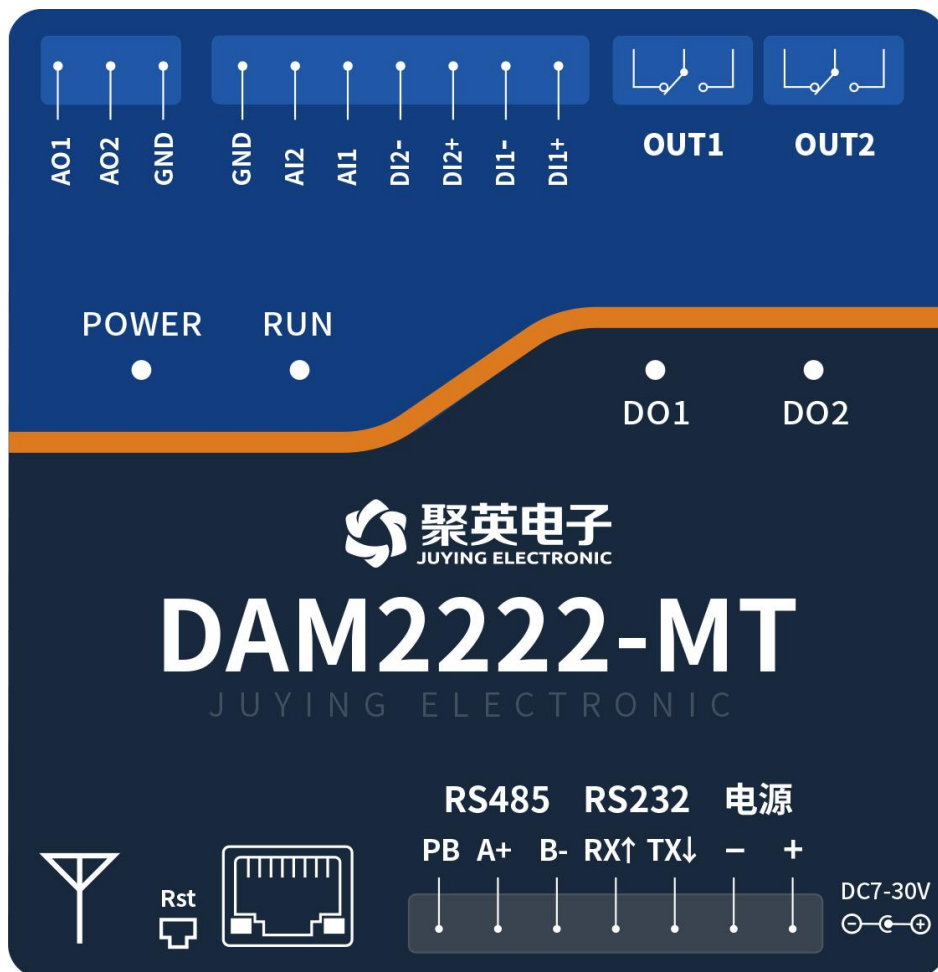 AO1 AO2 GND GND AI2 AI1 DI2- DI2+ DI1- DI1+
OUT1 OUT2
POWER RUN
DO1 DO2
聚英电子
JUYING ELECTRONIC
DAM2222-MT
JUYING ELECTRONIC
RS485 RS232 电源
PB A+ B- RX↑ TX↓ － +
Rst
DC7-30V